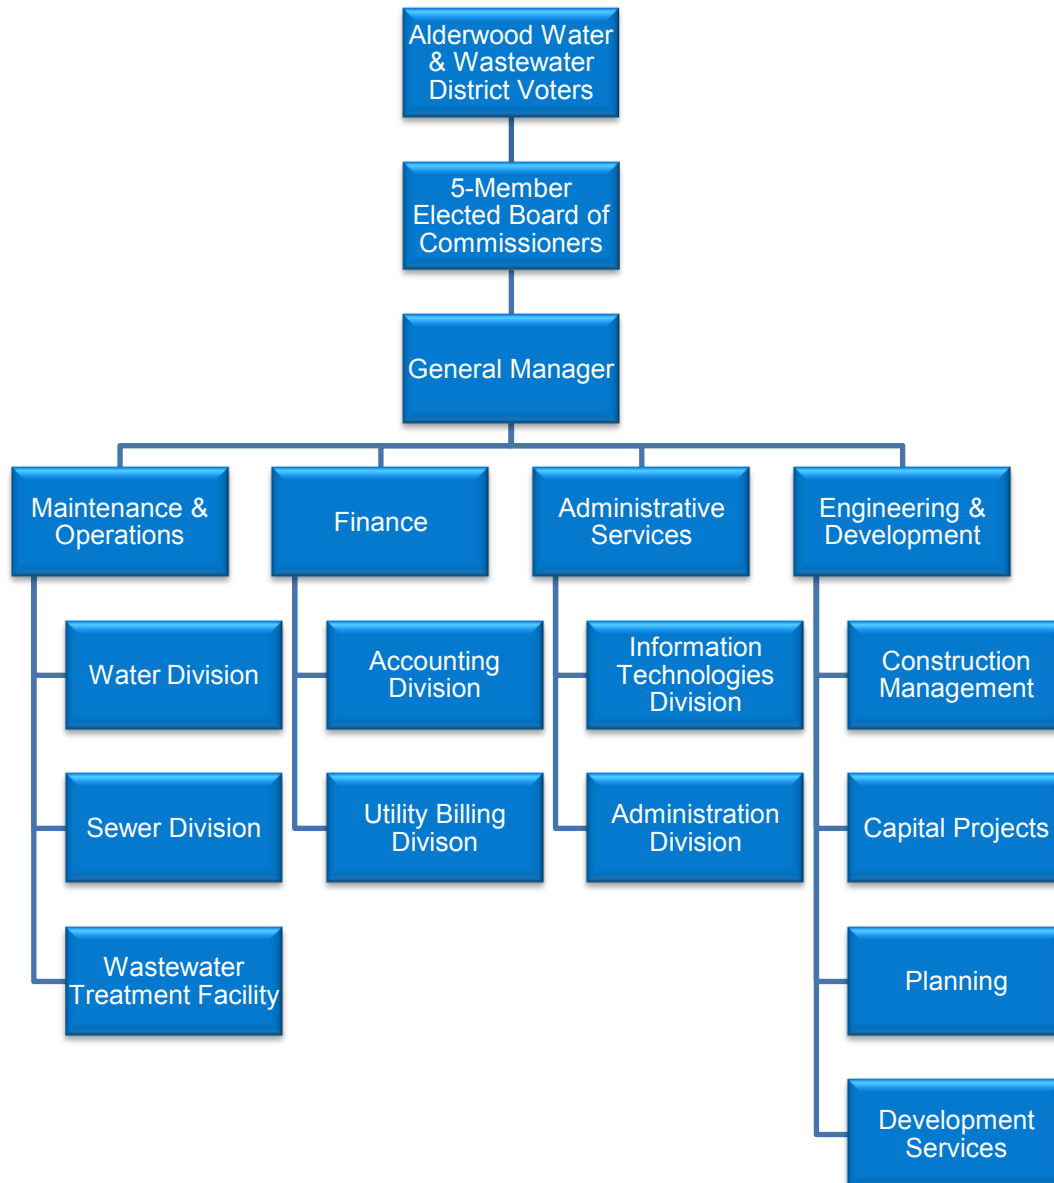 Alderwood Water
& Wastewater
District Voters
5-Member
Elected Board of
Commissioners
General Manager
Maintenance &
Operations
Finance
Administrative
Services
Engineering &
Development
Water Division
Accounting
Division
Information
Technologies
Division
Construction
Management
Sewer Division
Utility Billing
Divison
Administration
Division
Capital Projects
Wastewater
Treatment Facility
Planning
Development
Services